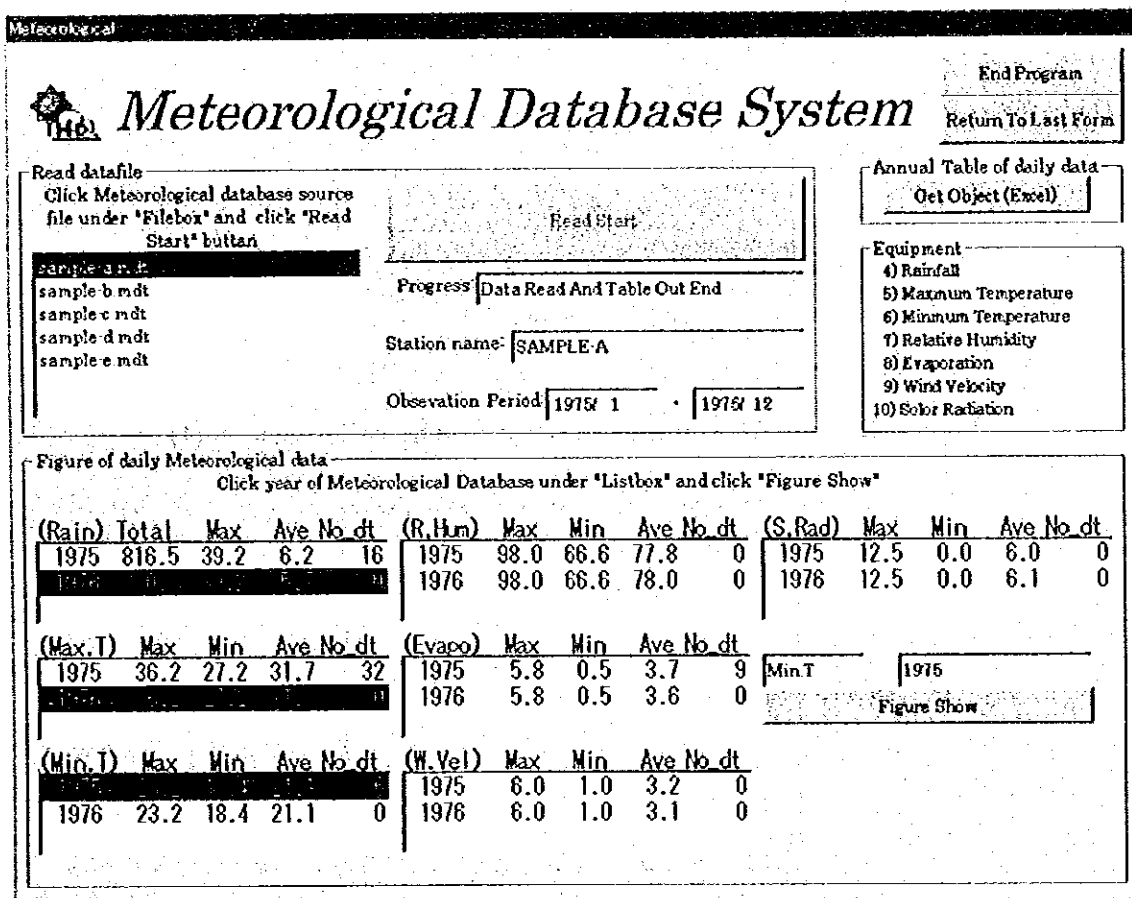 Meteorological
Meteorological Database System
End Program
Return To Last Form
Read datafile
Click Meteorological database source
file under "Filebox" and click "Read
Start" buttan
sample-a.mdt
sample-b.mdt
sample-c.mdt
sample-d.mdt
sample-e.mdt
Read Start
Progress: Data Read And Table Out End
Station name: SAMPLE-A
Obsevation Period 1975/ 1 - 1975/ 12
Annual Table of daily data
Get Object (Excel)
Equipment
4) Rainfall
5) Maximum Temperature
6) Minimum Temperature
7) Relative Humidity
8) Evaporation
9) Wind Velocity
10) Solor Radiation
Figure of daily Meteorological data
Click year of Meteorological Database under "Listbox" and click "Figure Show"
(Rain) Total Max Ave No_dt
1975 816.5 39.2 6.2 16
(R.Hum) Max Min Ave No_dt
1975 98.0 66.6 77.8 0
1976 98.0 66.6 78.0 0
(S.Rad) Max Min Ave No_dt
1975 12.5 0.0 6.0 0
1976 12.5 0.0 6.1 0
(Max.T) Max Min Ave No_dt
1975 36.2 27.2 31.7 32
(Evapo) Max Min Ave No_dt
1975 5.8 0.5 3.7 9
1976 5.8 0.5 3.6 0
Min.T 1975
Figure Show
(Min.T) Max Min Ave No_dt
1976 23.2 18.4 21.1 0
(W.Vel) Max Min Ave No_dt
1975 6.0 1.0 3.2 0
1976 6.0 1.0 3.1 0